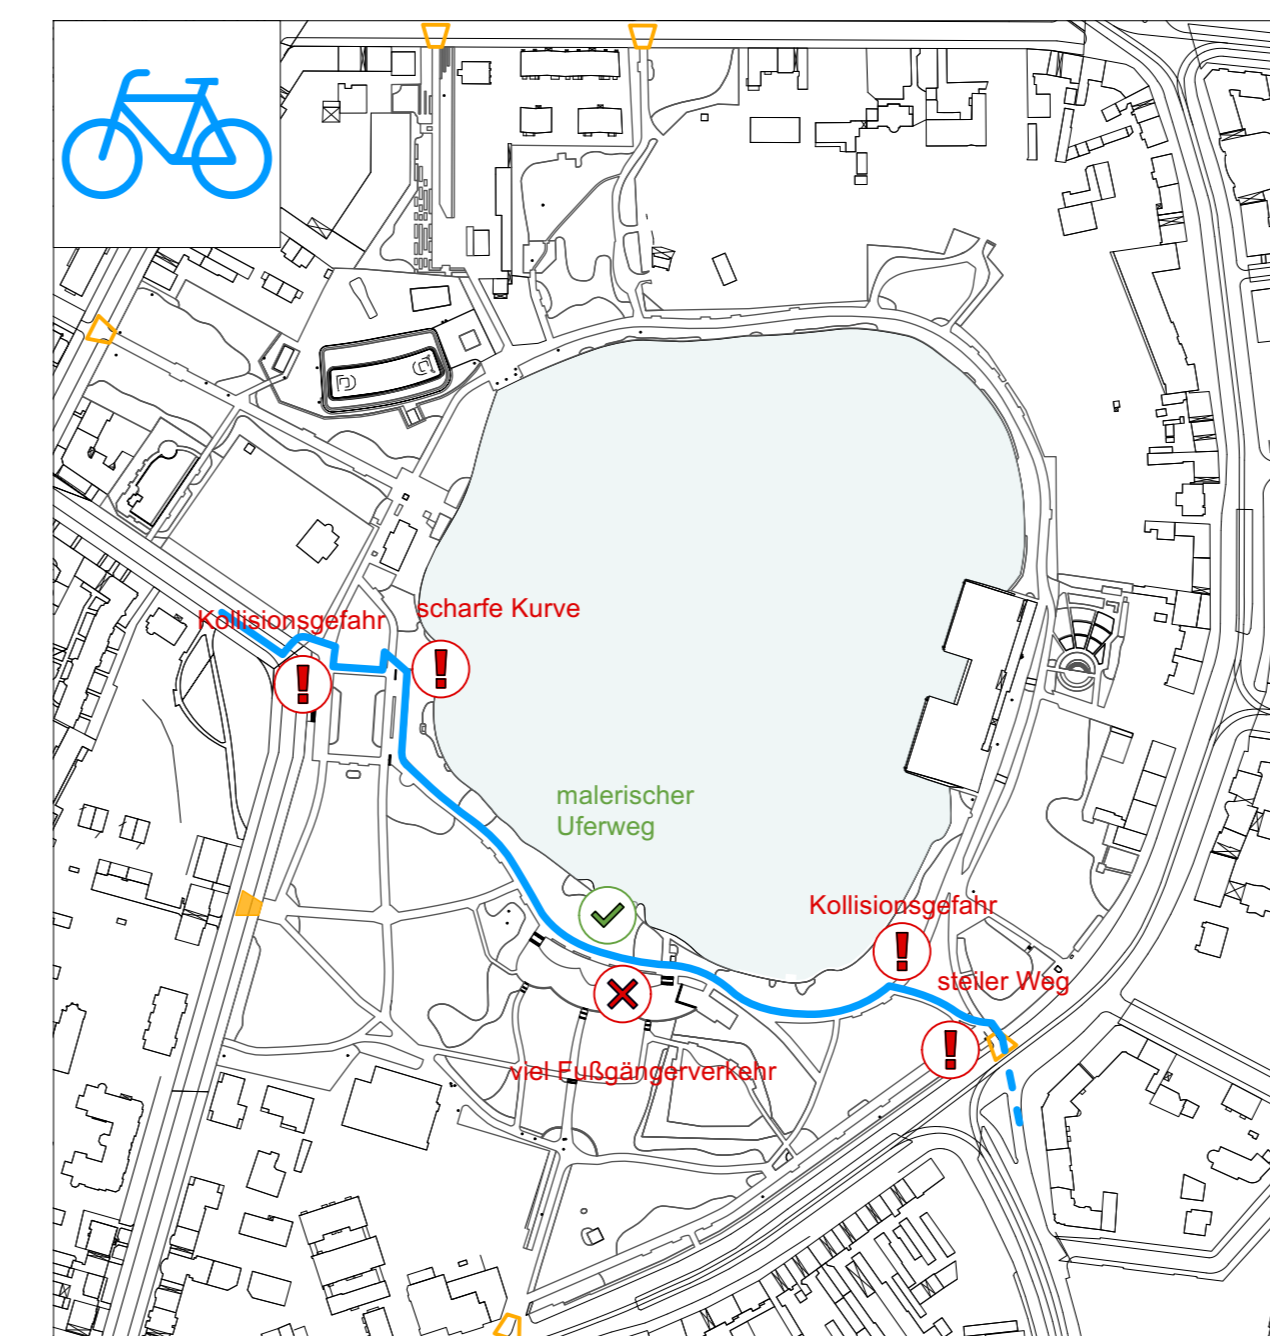 scharfe Kurve
Kollisionsgefahr
malerischer
Uferweg
Kollisionsgefahr
steiler Weg
viel Fußgängerverkehr